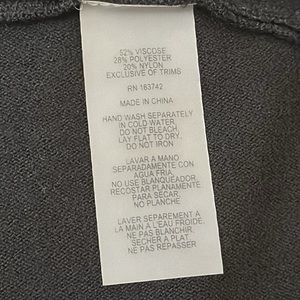 52% VISCOSE
28% POLYESTER
20% NYLON
EXCLUSIVE OF TRIMS
RN 163742
MADE IN CHINA
HAND WASH SEPARATELY
IN COLD WATER.
DO NOT BLEACH,
LAY FLAT TO DRY.
DO NOT IRON
LAVAR A MANO
SEPARADAMENTE CON
AGUA FRIA.
NO USE BLANQUEADOR,
RECOSTAR PLANAMENTE
PARA SECAR.
NO PLANCHE
LAVER SEPAREMENT A
LA MAIN A L'EAU FROIDE.
NE PAS BLANCHIR.
SECHER A PLAT
NE PAS REPASSER